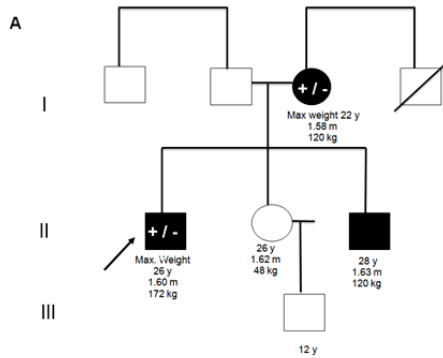 A
I
+ / -
Max weight 22 y
1.58 m
120 kg
II
+ / -
Max. Weight
26 y
1.60 m
172 kg
26 y
1.62 m
48 kg
28 y
1.63 m
120 kg
III
12 y